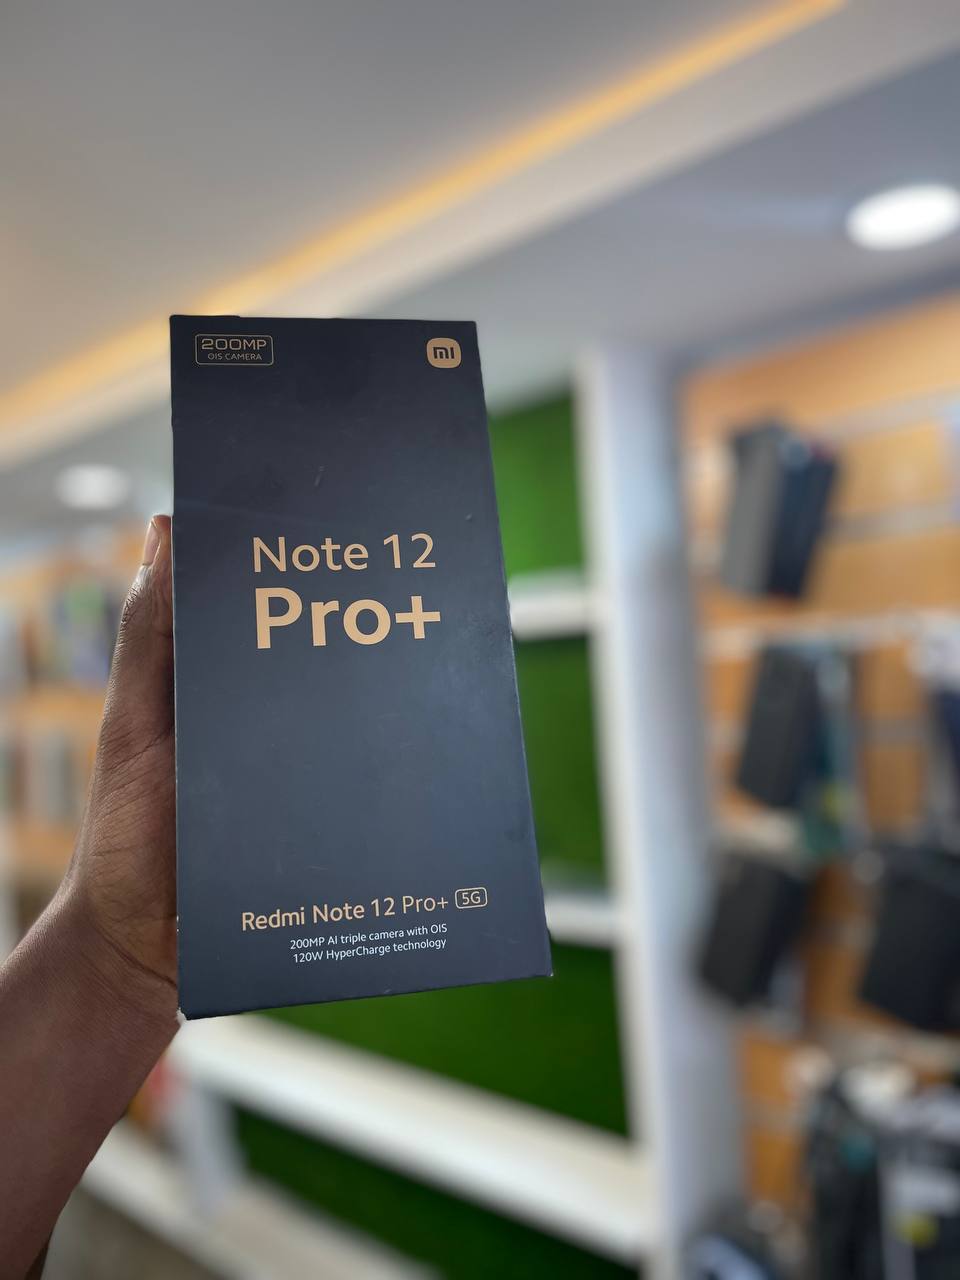 200MP
OIS CAMERA
mi
Note 12
Pro+
Redmi Note 12 Pro+ 5G
200MP AI triple camera with OIS
120W HyperCharge technology